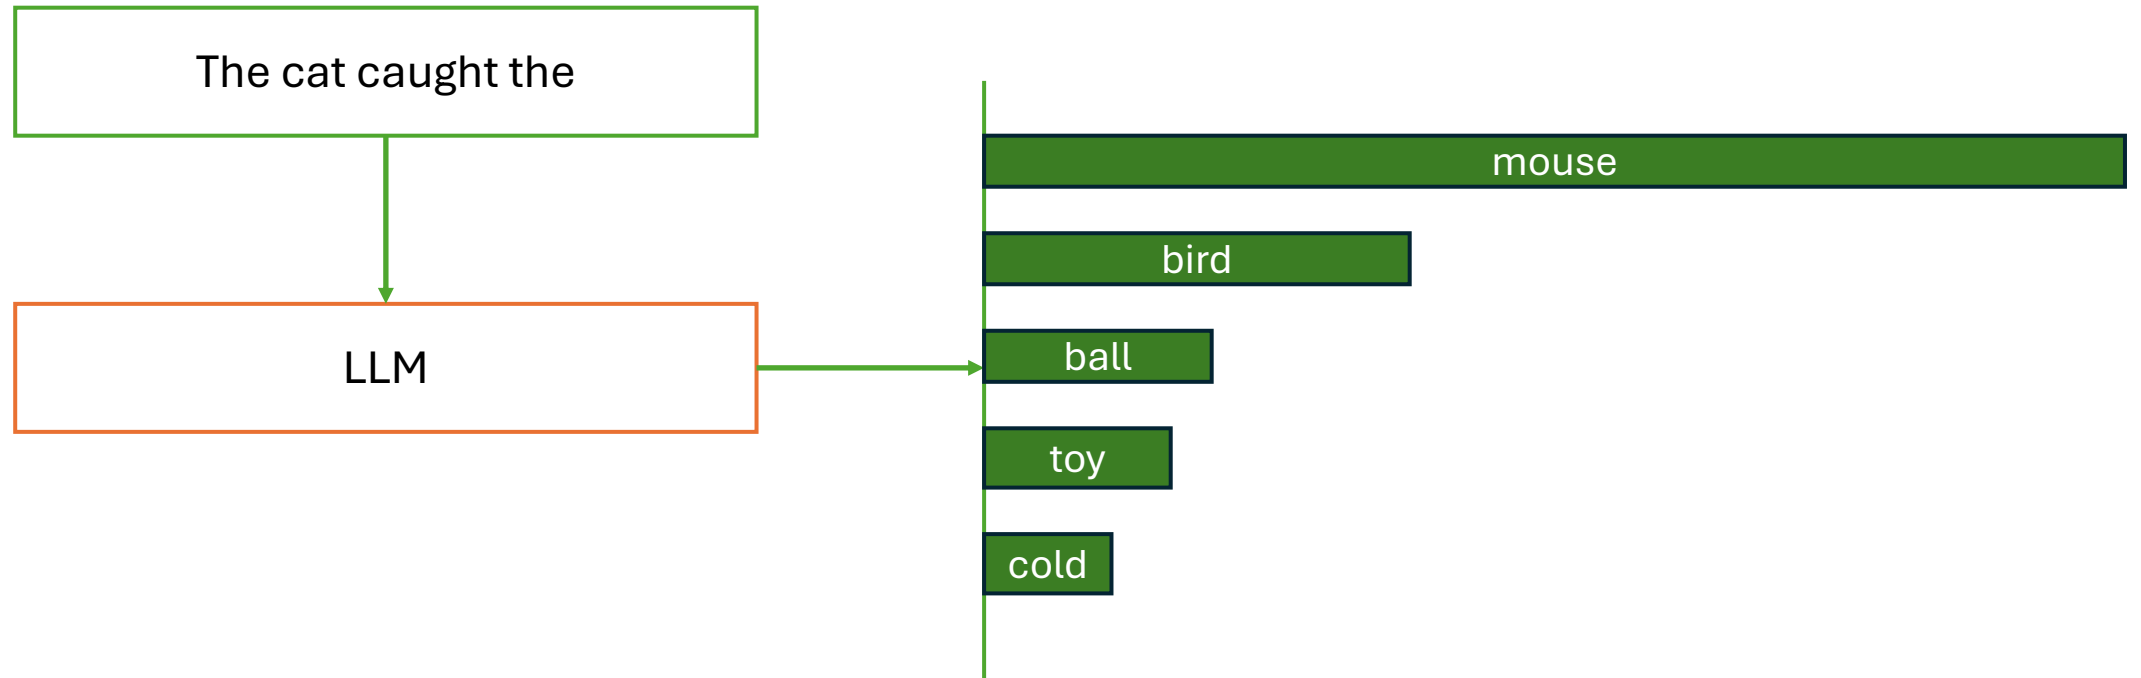 The cat caught the
LLM
mouse
bird
ball
toy
cold